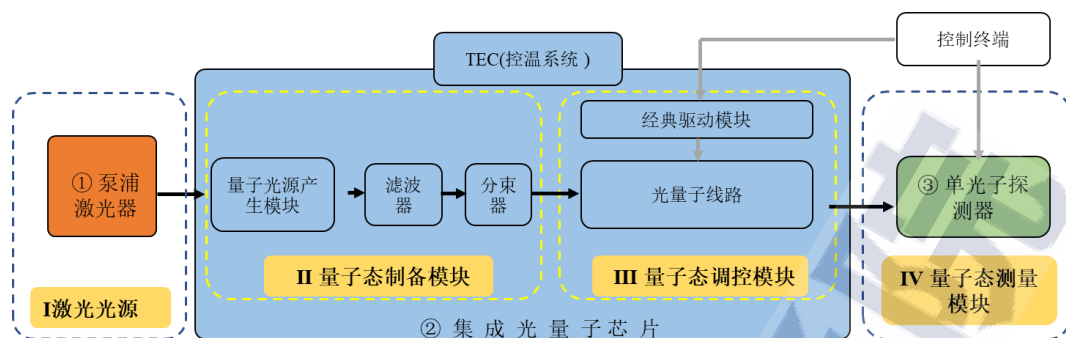 控制终端
TEC(控温系统 )
经典驱动模块
① 泵浦
激光器
量子光源产
生模块
滤波
器
分束
器
光量子线路
③ 单光子探
测器
I激光光源
II 量子态制备模块
III 量子态调控模块
IV 量子态测量
模块
② 集 成 光 量 子 芯 片